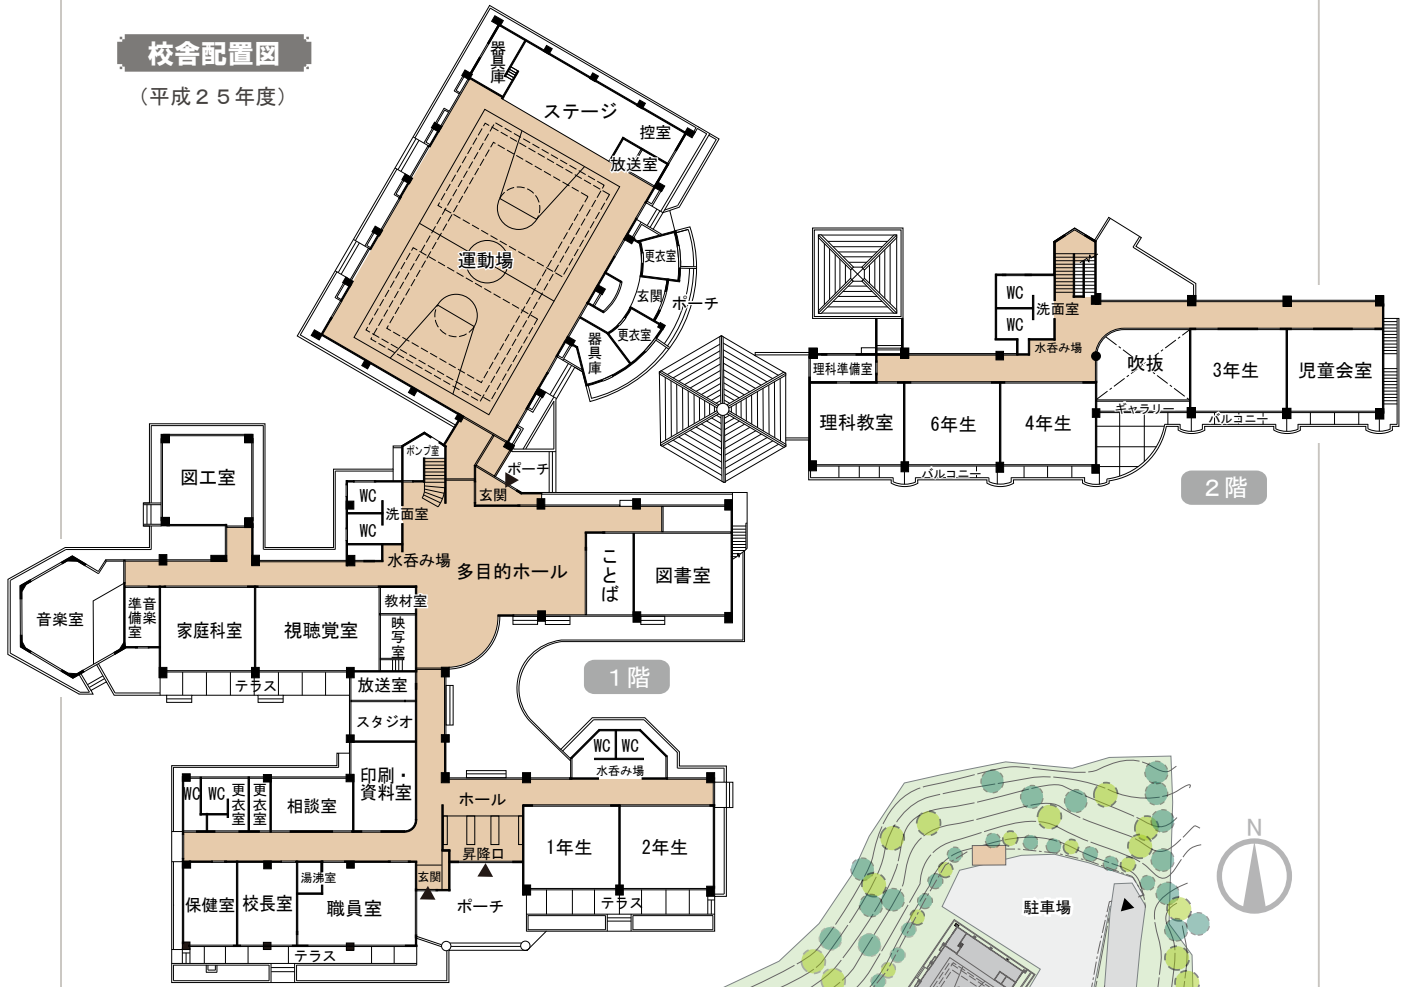 校舎配置図
（平成２５年度）
器具庫
ステージ
控室
放送室
運動場
更衣室
玄関
ポーチ
更衣室
器具庫
WC
洗面室
WC
水呑み場
理科準備室
吹抜
3年生
児童会室
理科教室
6年生
4年生
ギャラリー
バルコニー
バルコニー
２階
ポンプ室
ポーチ
玄関
図工室
WC
洗面室
WC
水呑み場
多目的ホール
ことば
図書室
音楽室
音楽準備室
家庭科室
視聴覚室
教材室
映写室
テラス
放送室
１階
スタジオ
印刷・
資料室
WC
WC
更衣室
更衣室
相談室
WC
WC
水呑み場
ホール
昇降口
1年生
2年生
玄関
湯沸室
保健室
校長室
職員室
ポーチ
テラス
テラス
駐車場
N